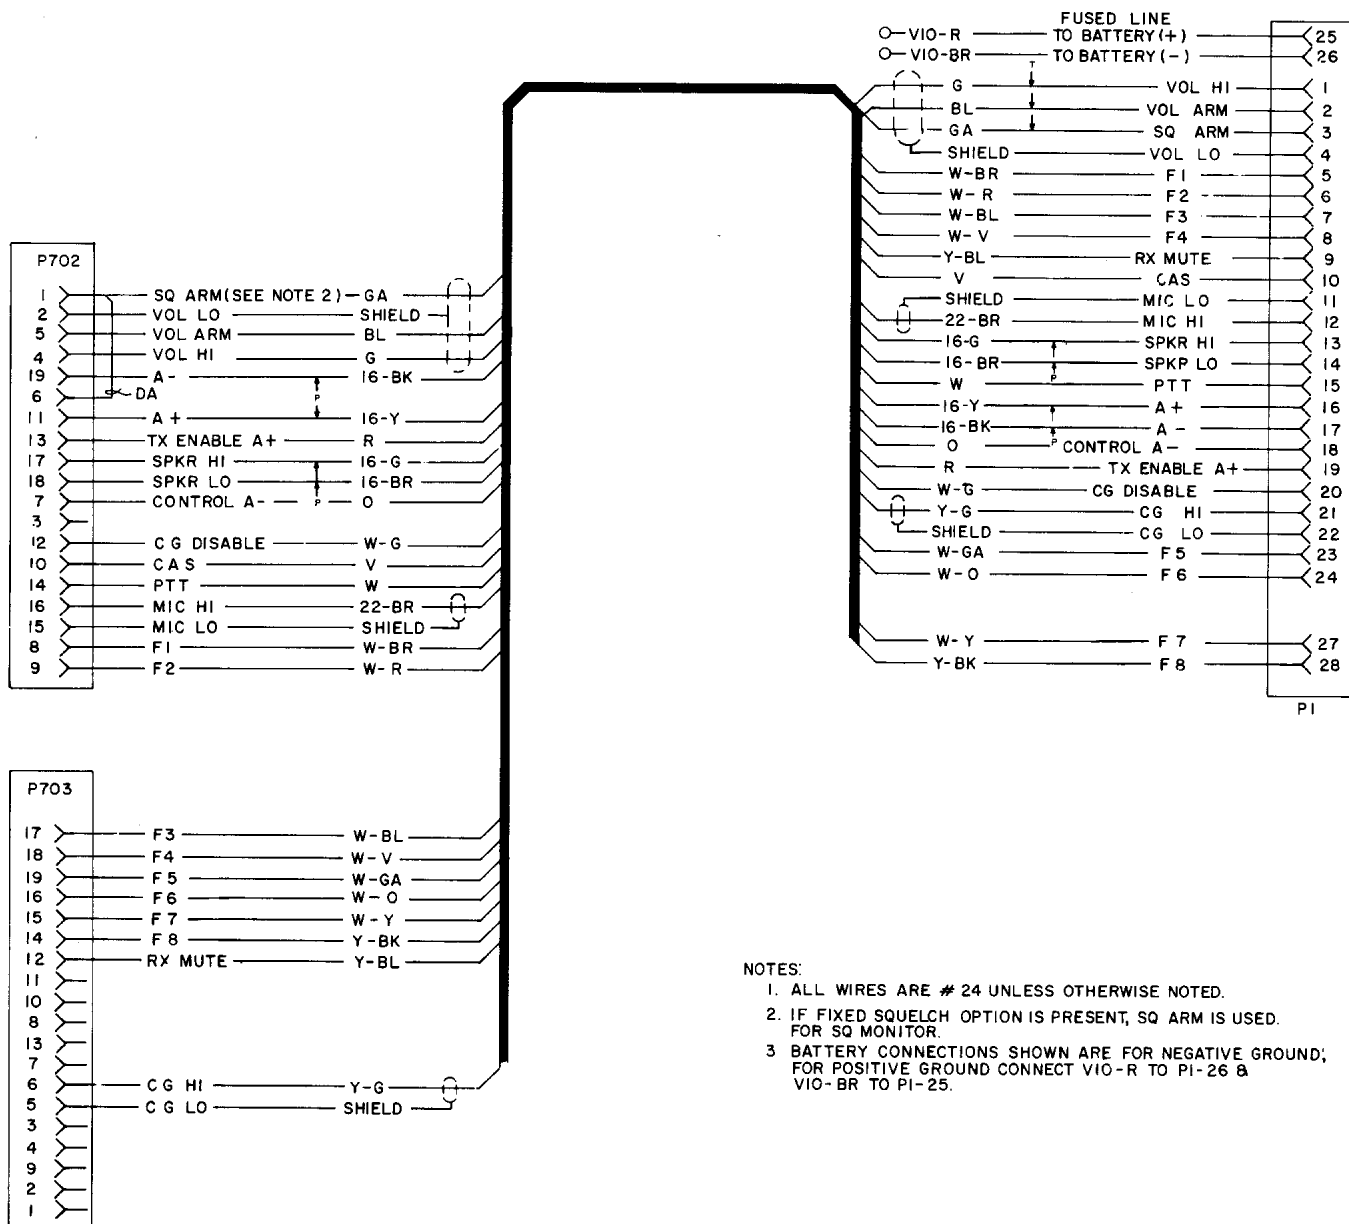 FUSED LINE
VIO-R TO BATTERY(+) 25
VIO-BR TO BATTERY(-) 26
T
G VOL HI 1
BL VOL ARM 2
GA SQ ARM 3
SHIELD VOL LO 4
W-BR F1 5
W-R F2 6
W-BL F3 7
W-V F4 8
Y-BL RX MUTE 9
V CAS 10
SHIELD MIC LO 11
22-BR MIC HI 12
16-G SPKR HI 13
16-BR SPKR LO 14
P
W PTT 15
16-Y A+ 16
16-BK A- 17
P
O CONTROL A- 18
R TX ENABLE A+ 19
W-G CG DISABLE 20
Y-G CG HI 21
SHIELD CG LO 22
W-GA F5 23
W-O F6 24
W-Y F7 27
Y-BK F8 28
P1
P702
1 SQ ARM(SEE NOTE 2) GA
2 VOL LO SHIELD
5 VOL ARM BL
4 VOL HI G
19 A- 16-BK
6 DA P
11 A+ 16-Y
13 TX ENABLE A+ R
17 SPKR HI 16-G
18 SPKR LO 16-BR
7 CONTROL A- P O
3
12 CG DISABLE W-G
10 CAS V
14 PTT W
16 MIC HI 22-BR
15 MIC LO SHIELD
8 F1 W-BR
9 F2 W-R
P703
17 F3 W-BL
18 F4 W-V
19 F5 W-GA
16 F6 W-O
15 F7 W-Y
14 F8 Y-BK
12 RX MUTE Y-BL
11
10
8
13
7
6 CG HI Y-G
5 CG LO SHIELD
3
4
9
2
1
NOTES:
1. ALL WIRES ARE # 24 UNLESS OTHERWISE NOTED.
2. IF FIXED SQUELCH OPTION IS PRESENT, SQ ARM IS USED.
FOR SQ MONITOR.
3 BATTERY CONNECTIONS SHOWN ARE FOR NEGATIVE GROUND;
FOR POSITIVE GROUND CONNECT VIO-R TO P1-26 &
VIO-BR TO P1-25.